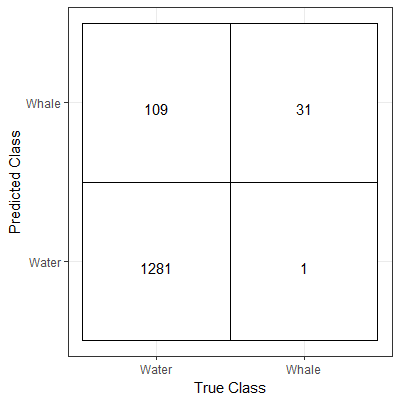 Whale
109
31
Predicted Class
Water
1281
1
Water
Whale
True Class